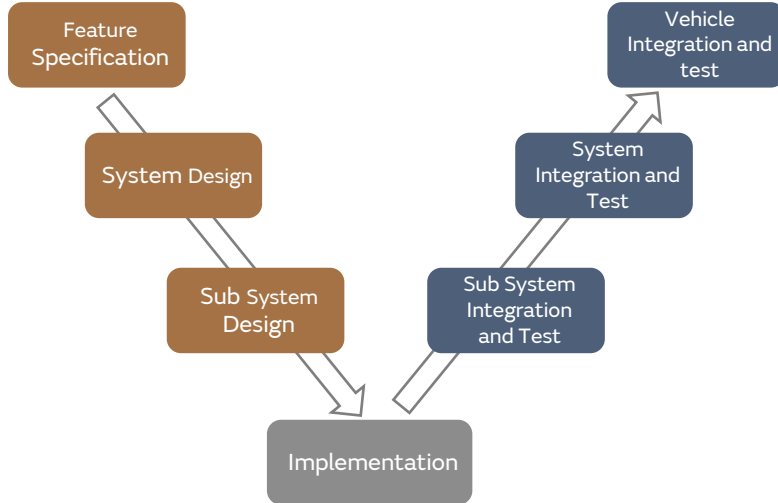 Feature
Specification
Vehicle
Integration and
test
System Design
System
Integration and
Test
Sub System
Design
Sub System
Integration
and Test
Implementation